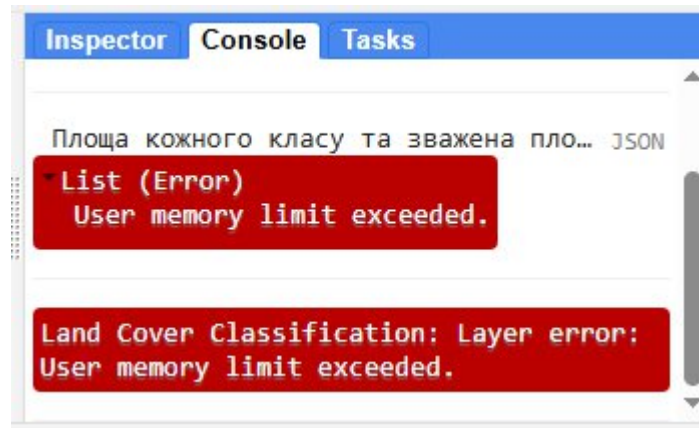 Inspector Console Tasks
Площа кожного класу та зважена пло… JSON
List (Error)
User memory limit exceeded.
Land Cover Classification: Layer error:
User memory limit exceeded.